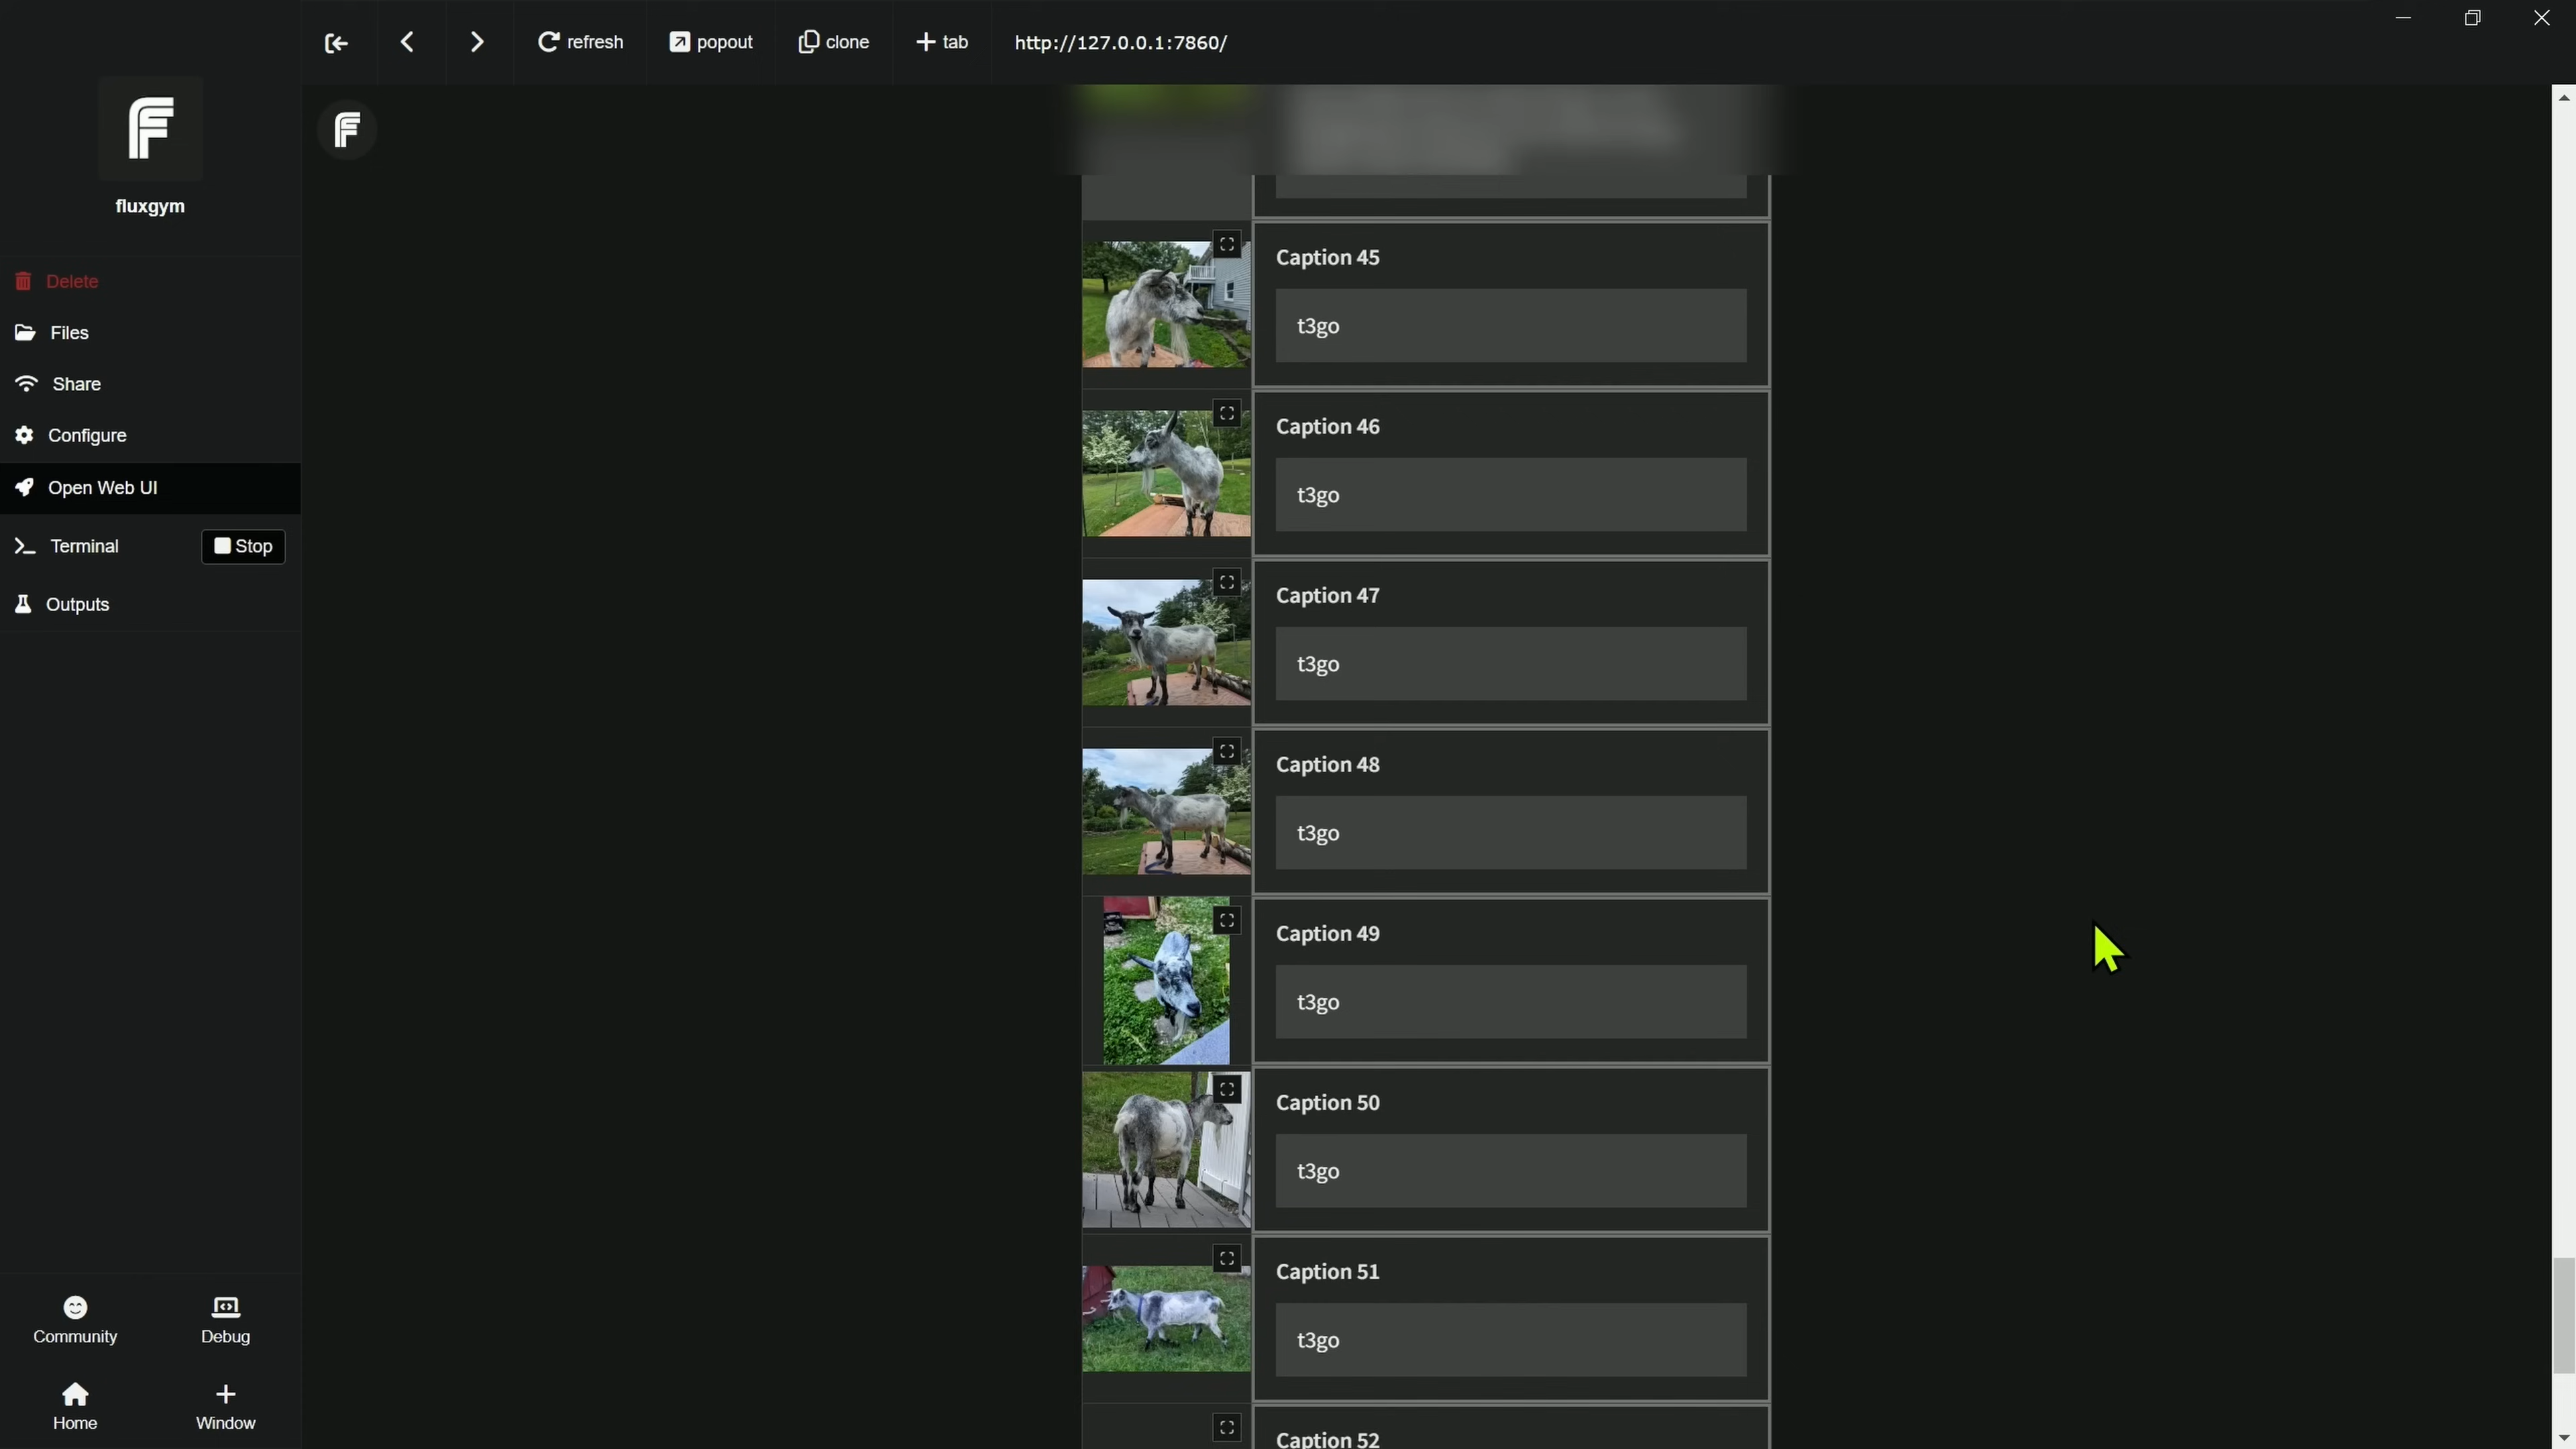 refresh
popout
clone
tab
http://127.0.0.1:7860/
fluxgym
Delete
Files
Share
Configure
Open Web UI
Terminal
Stop
Outputs
Community
Debug
Home
Window
Caption 45
t3go
Caption 46
t3go
Caption 47
t3go
Caption 48
t3go
Caption 49
t3go
Caption 50
t3go
Caption 51
t3go
Caption 52